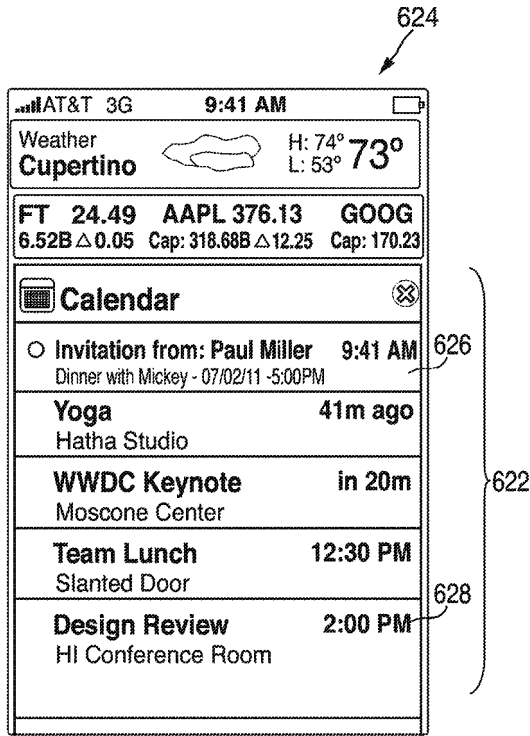 624
AT&T 3G 9:41 AM
Weather
Cupertino
H: 74°
L: 53°
73°
FT 24.49 AAPL 376.13 GOOG
6.52B △0.05 Cap: 318.68B △12.25 Cap: 170.23
Calendar
Invitation from: Paul Miller 9:41 AM
Dinner with Mickey - 07/02/11 -5:00PM
626
Yoga 41m ago
Hatha Studio
WWDC Keynote in 20m
Moscone Center
622
Team Lunch 12:30 PM
Slanted Door
628
Design Review 2:00 PM
HI Conference Room